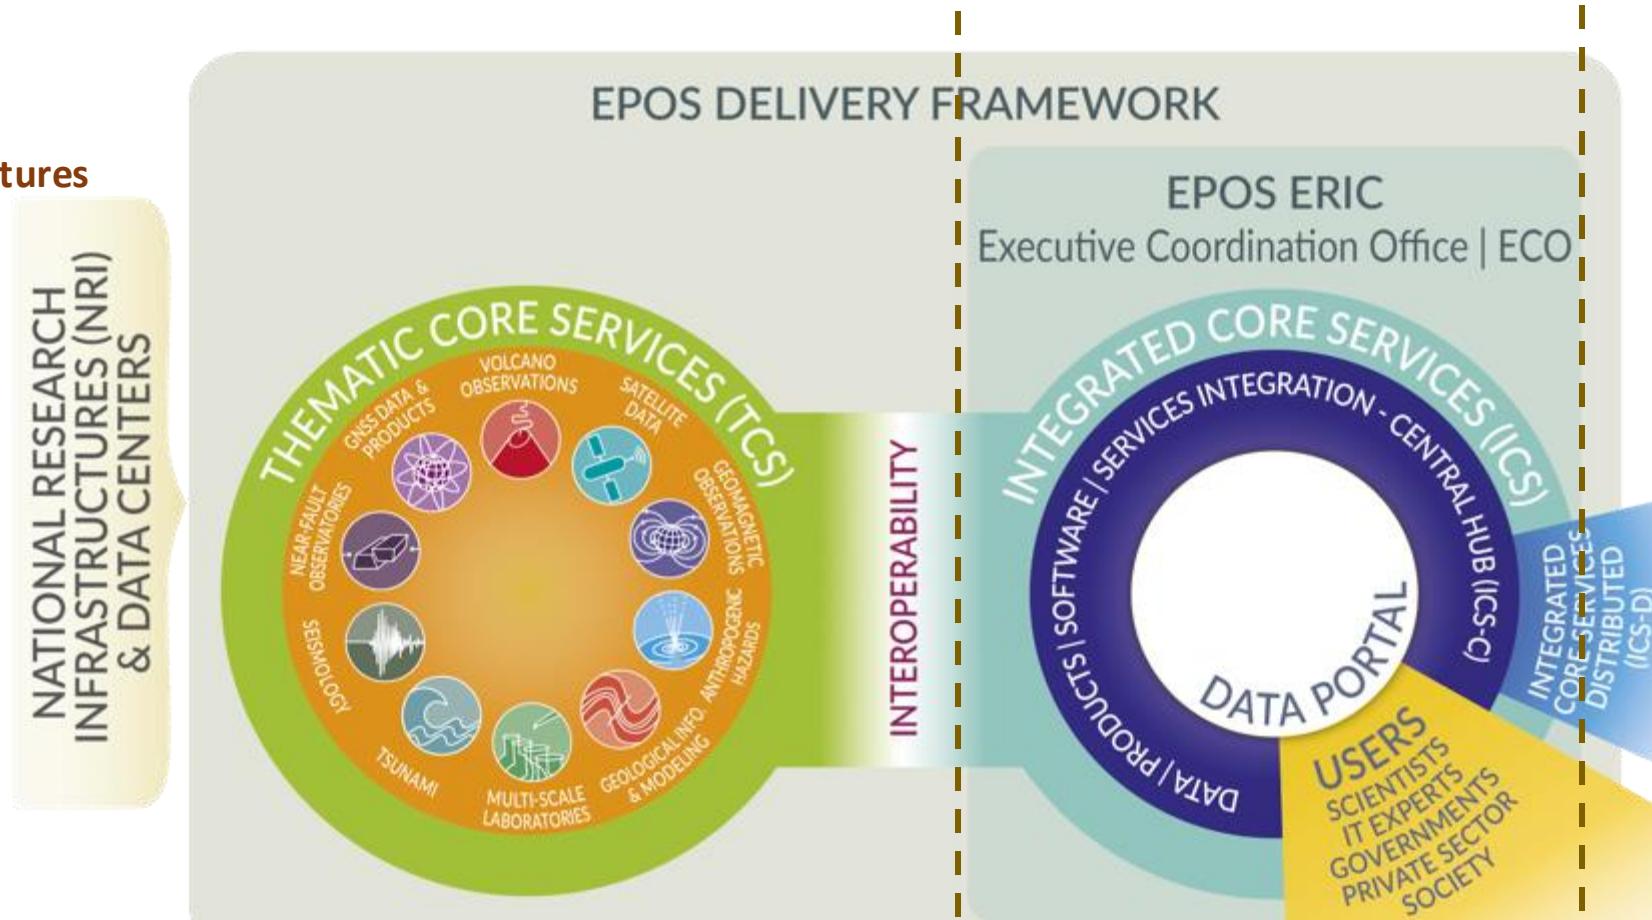 EPOS DELIVERY FRAMEWORK
tures
NATIONAL RESEARCH
INFRASTRUCTURES (NRI)
& DATA CENTERS
THEMATIC CORE SERVICES (TCS)
VOLCANO
OBSERVATIONS
SATELLITE
DATA
GEOMAGNETIC
OBSERVATIONS
ANTHROPOGENIC
HAZARDS
GEOLOGICAL INFO.
& MODELING
MULTI-SCALE
LABORATORIES
TSUNAMI
SEISMOLOGY
NEAR-FAULT
OBSERVATORIES
GNSS DATA &
PRODUCTS
INTEROPERABILITY
EPOS ERIC
Executive Coordination Office | ECO
INTEGRATED CORE SERVICES (ICS)
DATA | PRODUCTS | SOFTWARE | SERVICES INTEGRATION - CENTRAL HUB (ICS-C)
DATA PORTAL
INTEGRATED
CORE SERVICES
DISTRIBUTED
(ICS-D)
USERS
SCIENTISTS
IT EXPERTS
GOVERNMENTS
PRIVATE SECTOR
SOCIETY